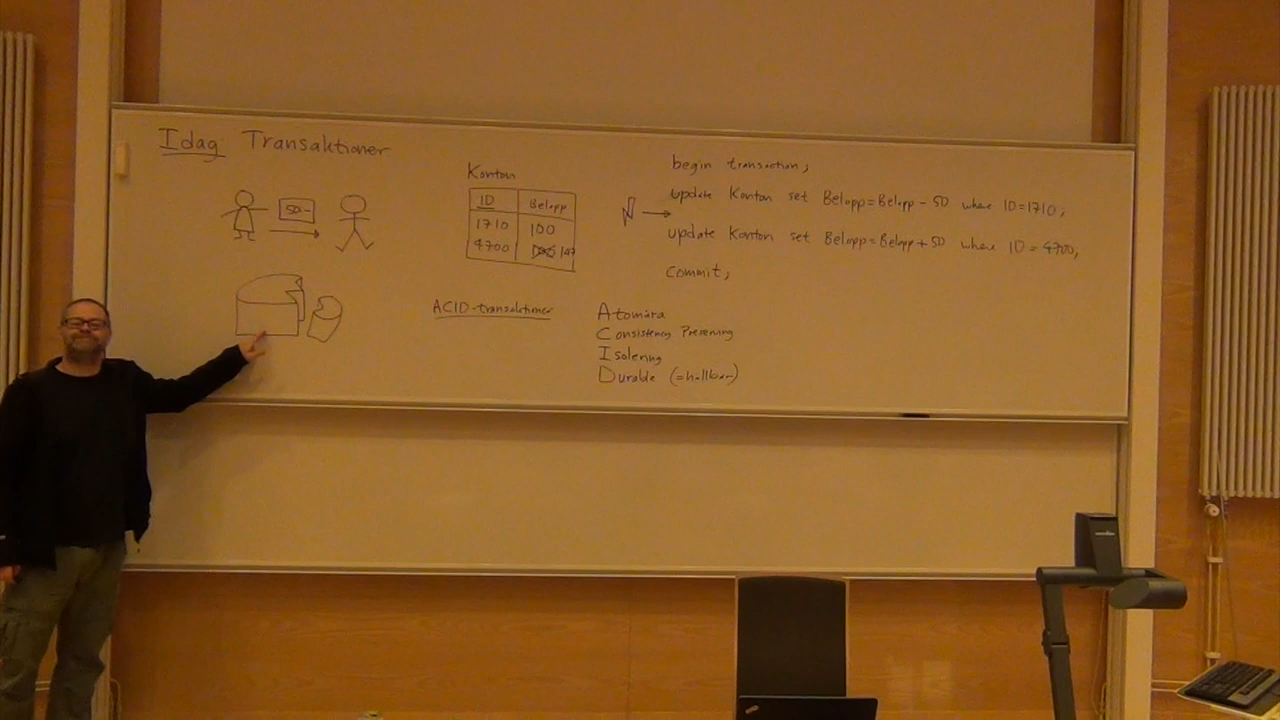 Idag Transaktioner
50:-
Konton
ID Belopp
1710 100
4700
begin transaction;
update Konton set Belopp=Belopp - 50 where ID=1710;
update Konton set Belopp=Belopp + 50 where ID = 4700;
commit;
ACID-transaktioner
Atomära
Consistency Preserving
Isolering
Durable (=hållbar)